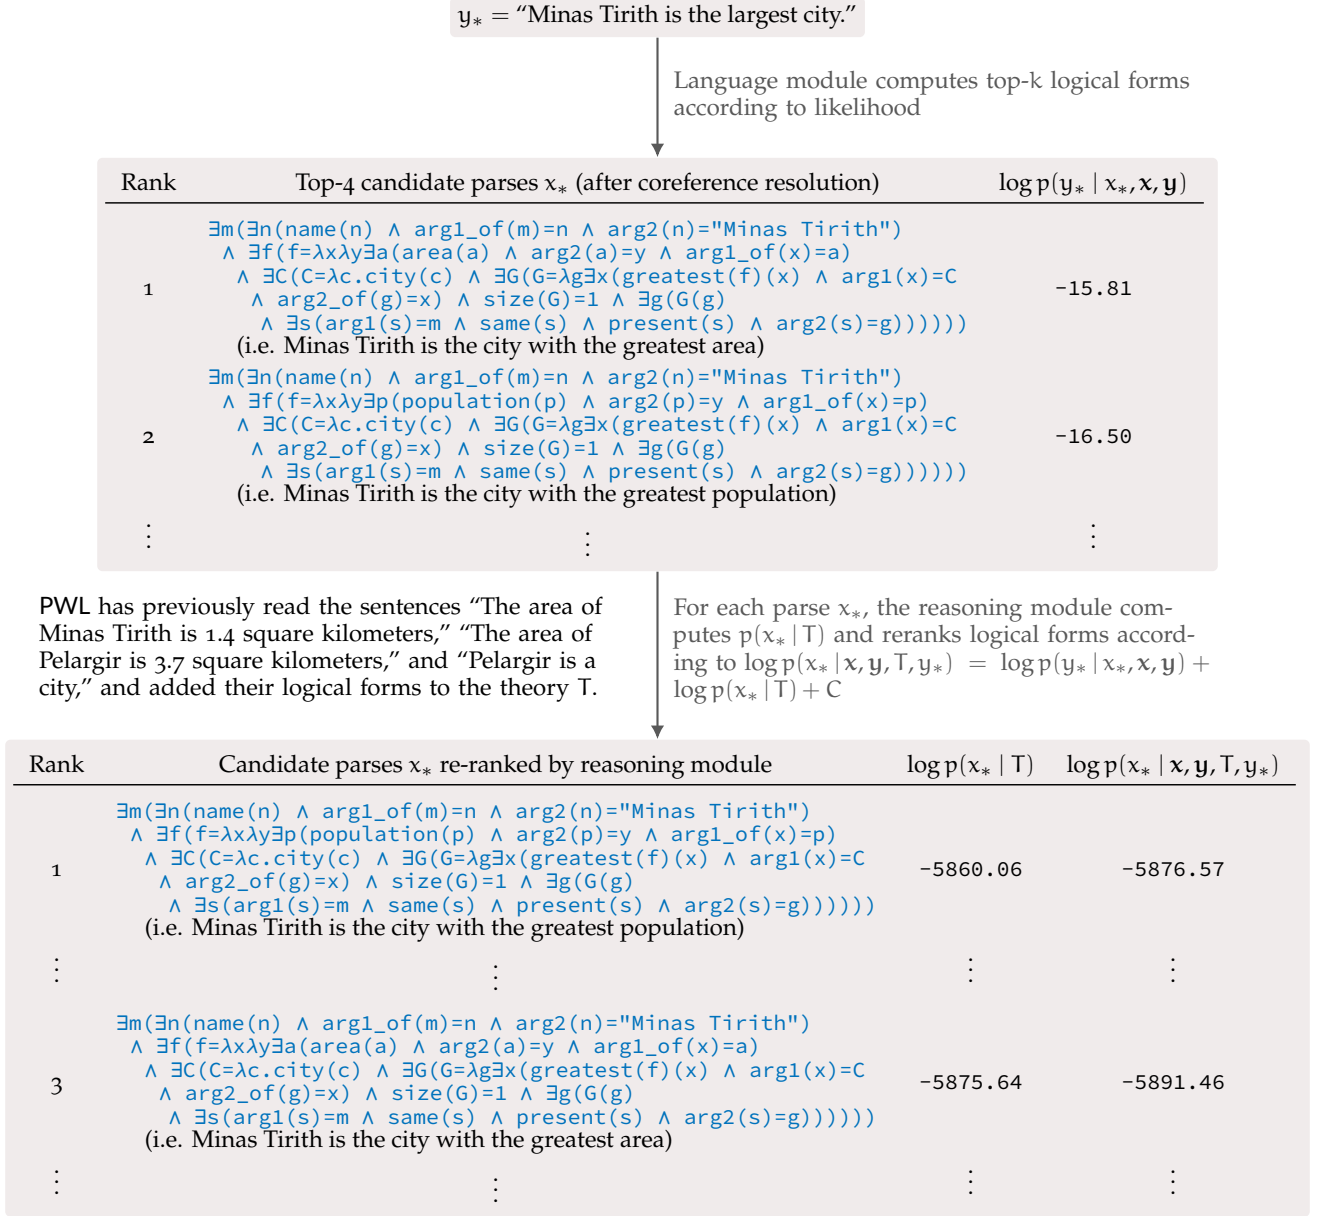 y∗ = “Minas Tirith is the largest city.”
Language module computes top-k logical forms
according to likelihood
Rank Top-4 candidate parses x∗ (after coreference resolution) log p(y∗ | x∗, x, y)
∃m(∃n(name(n) ∧ arg1_of(m)=n ∧ arg2(n)="Minas Tirith")
∧ ∃f(f=λxλy∃a(area(a) ∧ arg2(a)=y ∧ arg1_of(x)=a)
1 ∧ ∃C(C=λc.city(c) ∧ ∃G(G=λg∃x(greatest(f)(x) ∧ arg1(x)=C -15.81
∧ arg2_of(g)=x) ∧ size(G)=1 ∧ ∃g(G(g)
∧ ∃s(arg1(s)=m ∧ same(s) ∧ present(s) ∧ arg2(s)=g))))))
(i.e. Minas Tirith is the city with the greatest area)
∃m(∃n(name(n) ∧ arg1_of(m)=n ∧ arg2(n)="Minas Tirith")
∧ ∃f(f=λxλy∃p(population(p) ∧ arg2(p)=y ∧ arg1_of(x)=p)
2 ∧ ∃C(C=λc.city(c) ∧ ∃G(G=λg∃x(greatest(f)(x) ∧ arg1(x)=C -16.50
∧ arg2_of(g)=x) ∧ size(G)=1 ∧ ∃g(G(g)
∧ ∃s(arg1(s)=m ∧ same(s) ∧ present(s) ∧ arg2(s)=g))))))
(i.e. Minas Tirith is the city with the greatest population)
⋮ ⋮ ⋮
PWL has previously read the sentences “The area of
Minas Tirith is 1.4 square kilometers,” “The area of
Pelargir is 3.7 square kilometers,” and “Pelargir is a
city,” and added their logical forms to the theory T.
For each parse x∗, the reasoning module com-
putes p(x∗ | T) and reranks logical forms accord-
ing to log p(x∗ | x, y, T, y∗) = log p(y∗ | x∗, x, y) +
log p(x∗ | T) + C
Rank Candidate parses x∗ re-ranked by reasoning module log p(x∗ | T) log p(x∗ | x, y, T, y∗)
∃m(∃n(name(n) ∧ arg1_of(m)=n ∧ arg2(n)="Minas Tirith")
∧ ∃f(f=λxλy∃p(population(p) ∧ arg2(p)=y ∧ arg1_of(x)=p)
1 ∧ ∃C(C=λc.city(c) ∧ ∃G(G=λg∃x(greatest(f)(x) ∧ arg1(x)=C -5860.06 -5876.57
∧ arg2_of(g)=x) ∧ size(G)=1 ∧ ∃g(G(g)
∧ ∃s(arg1(s)=m ∧ same(s) ∧ present(s) ∧ arg2(s)=g))))))
(i.e. Minas Tirith is the city with the greatest population)
⋮ ⋮ ⋮ ⋮
∃m(∃n(name(n) ∧ arg1_of(m)=n ∧ arg2(n)="Minas Tirith")
∧ ∃f(f=λxλy∃a(area(a) ∧ arg2(a)=y ∧ arg1_of(x)=a)
3 ∧ ∃C(C=λc.city(c) ∧ ∃G(G=λg∃x(greatest(f)(x) ∧ arg1(x)=C -5875.64 -5891.46
∧ arg2_of(g)=x) ∧ size(G)=1 ∧ ∃g(G(g)
∧ ∃s(arg1(s)=m ∧ same(s) ∧ present(s) ∧ arg2(s)=g))))))
(i.e. Minas Tirith is the city with the greatest area)
⋮ ⋮ ⋮ ⋮